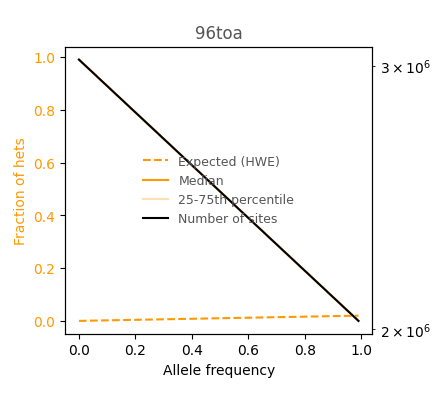 96toa
Fraction of hets
1.0
0.8
0.6
0.4
0.2
0.0
3 × 10⁶
2 × 10⁶
Expected (HWE)
Median
25-75th percentile
Number of sites
0.0 0.2 0.4 0.6 0.8 1.0
Allele frequency